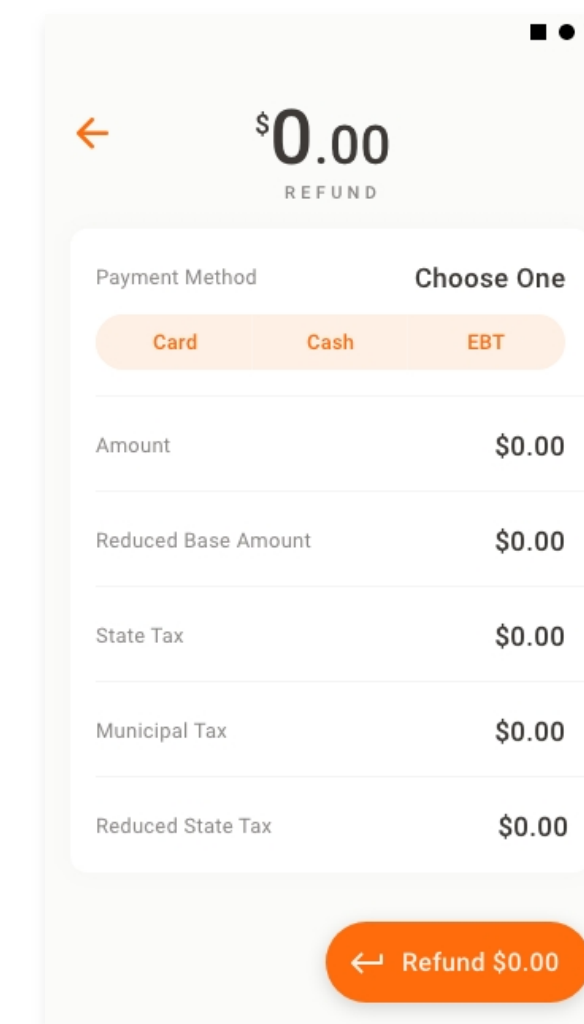 $0.00
REFUND
Payment Method Choose One
Card Cash EBT
Amount $0.00
Reduced Base Amount $0.00
State Tax $0.00
Municipal Tax $0.00
Reduced State Tax $0.00
Refund $0.00